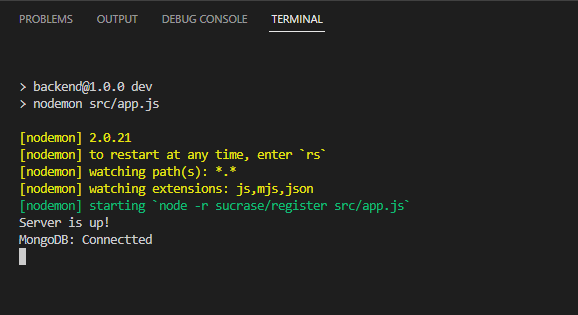 PROBLEMS OUTPUT DEBUG CONSOLE TERMINAL
> backend@1.0.0 dev
> nodemon src/app.js
[nodemon] 2.0.21
[nodemon] to restart at any time, enter `rs`
[nodemon] watching path(s): *.*
[nodemon] watching extensions: js,mjs,json
[nodemon] starting `node -r sucrase/register src/app.js`
Server is up!
MongoDB: Connectted